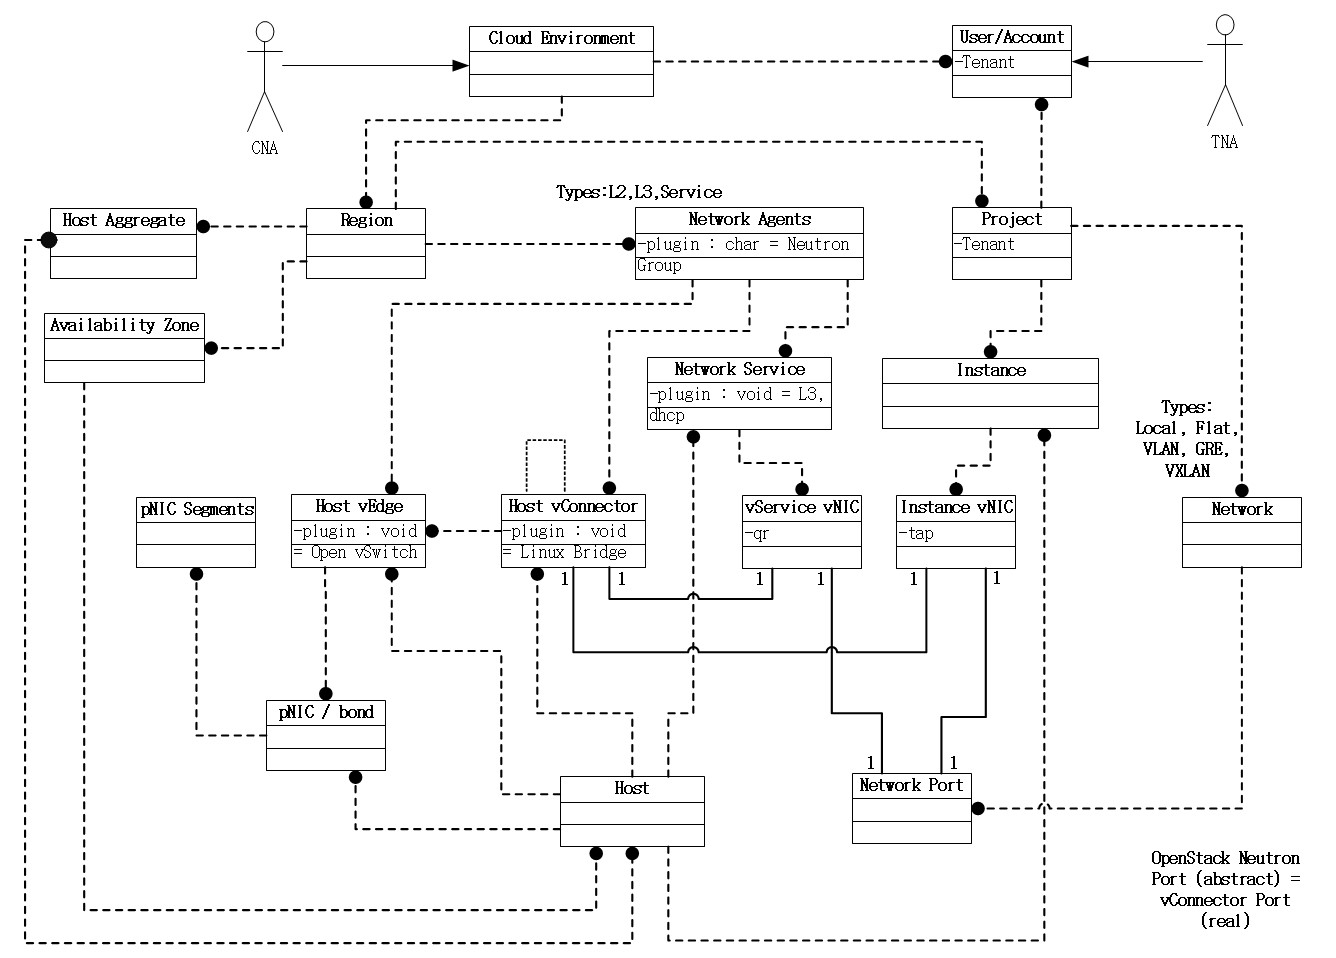 Cloud Environment
User/Account
-Tenant
CNA
TNA
Types:L2,L3,Service
Host Aggregate
Region
Network Agents
-plugin : char = Neutron
Group
Project
-Tenant
Availability Zone
Network Service
-plugin : void = L3,
dhcp
Instance
Types:
Local, Flat,
VLAN, GRE,
VXLAN
pNIC Segments
Host vEdge
-plugin : void
= Open vSwitch
Host vConnector
-plugin : void
= Linux Bridge
vService vNIC
-qr
Instance vNIC
-tap
Network
1
1
1
1
1
1
pNIC / bond
1
1
Host
Network Port
OpenStack Neutron
Port (abstract) =
vConnector Port
(real)